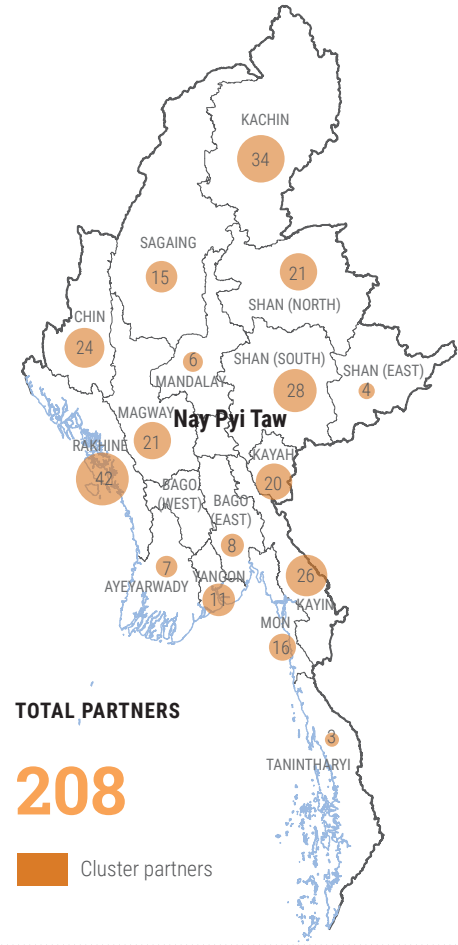 KACHIN
34
SAGAING
15
21
SHAN (NORTH)
CHIN
24
6
MANDALAY
SHAN (SOUTH)
28
SHAN (EAST)
4
MAGWAY
21
Nay Pyi Taw
RAKHINE
42
KAYAH
20
BAGO
(WEST)
BAGO
(EAST)
8
7
AYEYARWADY
YANGON
11
26
KAYIN
MON
16
3
TANINTHARYI
TOTAL PARTNERS
208
Cluster partners